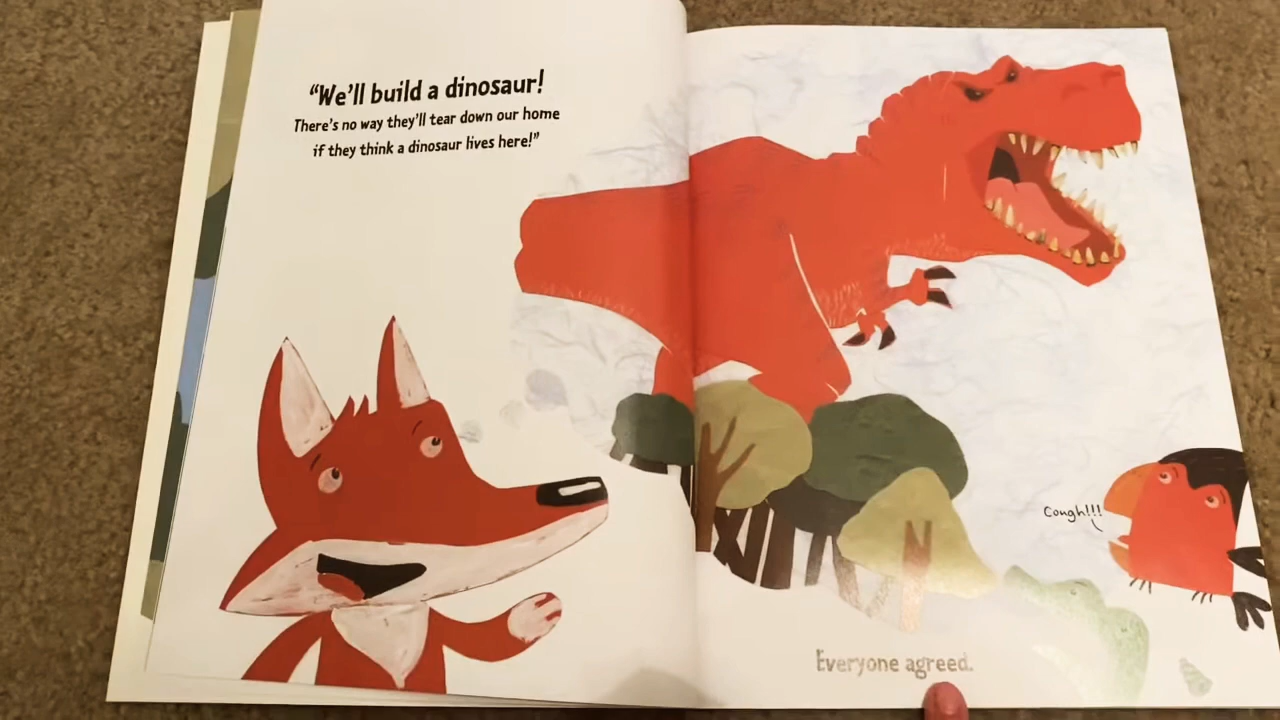 “We’ll build a dinosaur!
There’s no way they’ll tear down our home
if they think a dinosaur lives here!”
Cough!!!
Everyone agreed.